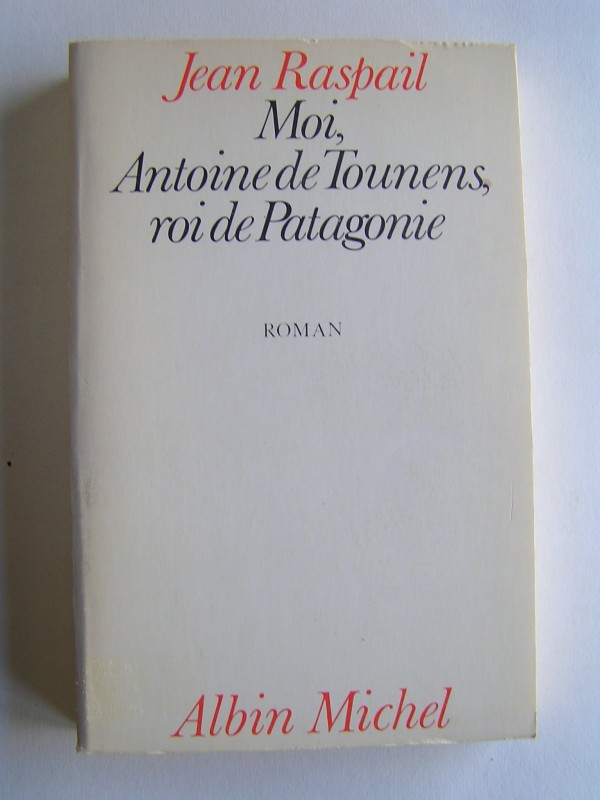 Jean Raspail
Moi,
Antoine de Tounens,
roi de Patagonie
ROMAN
Albin Michel